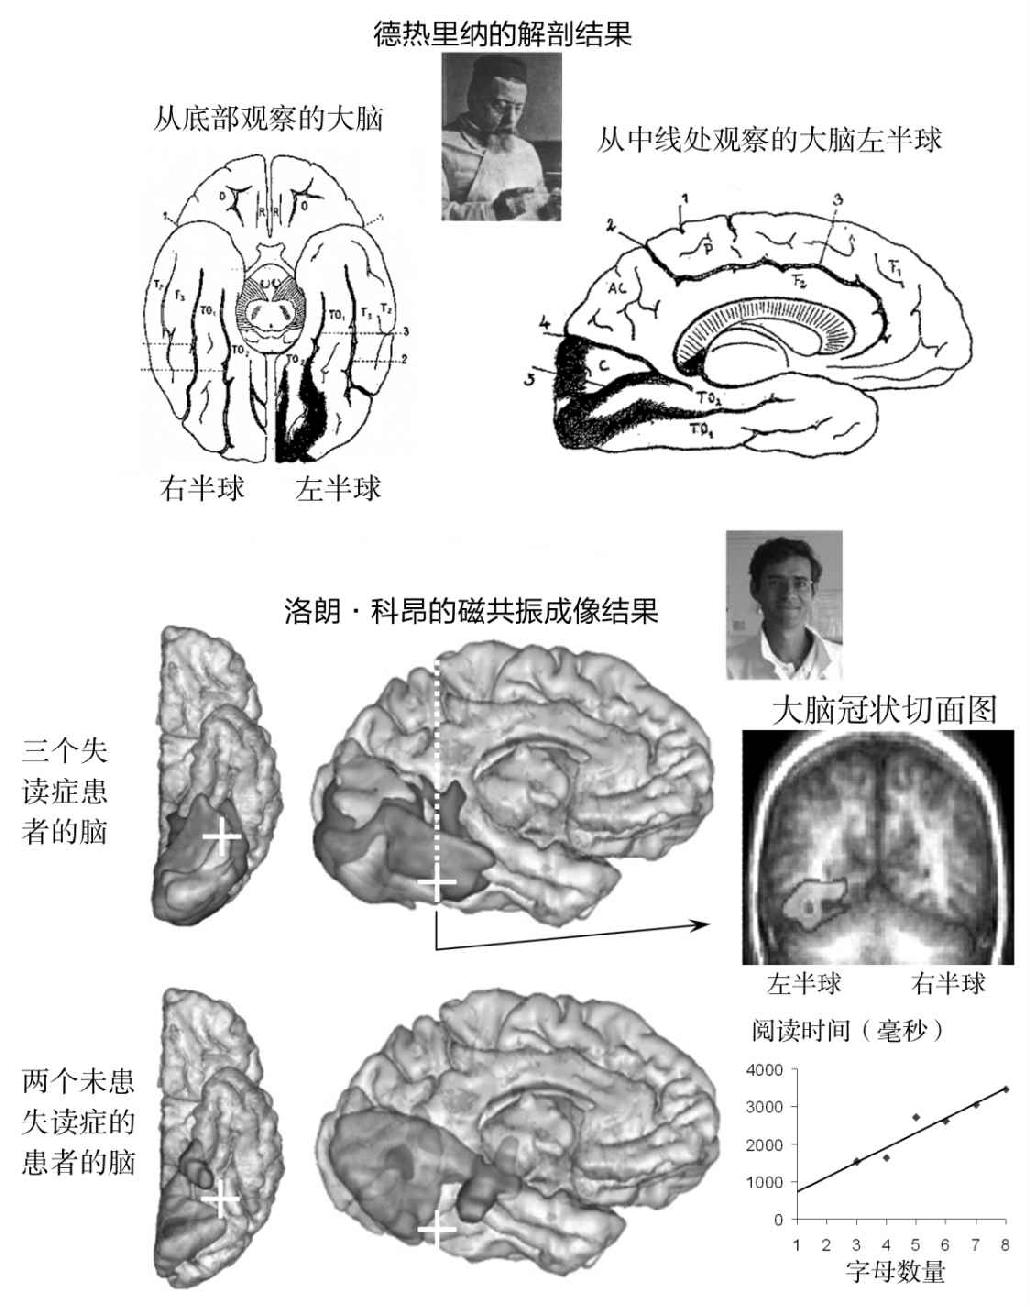 德热里纳的解剖结果
从底部观察的大脑
从中线处观察的大脑左半球
1
O
R
R
O
T2
T3
TO1
TO1
T3
T2
TO2
3
2
右半球
左半球
1
2
3
P
F1
F2
AC
4
C
5
TO2
TO1
洛朗·科昂的磁共振成像结果
三个失
读症患
者的脑
大脑冠状切面图
左半球
右半球
两个未患
失读症的
患者的脑
阅读时间（毫秒）
4000
3000
2000
1000
0
1 2 3 4 5 6 7 8
字母数量